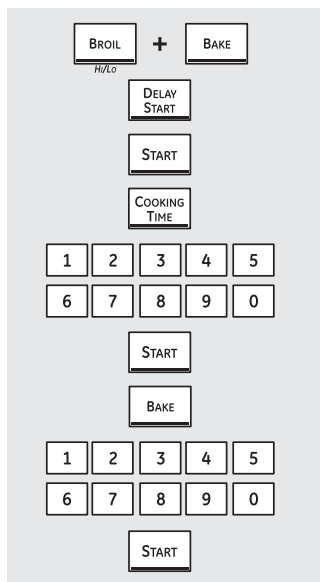 BROIL + BAKE
Hi/Lo
DELAY
START
START
COOKING
TIME
1 2 3 4 5
6 7 8 9 0
START
BAKE
1 2 3 4 5
6 7 8 9 0
START